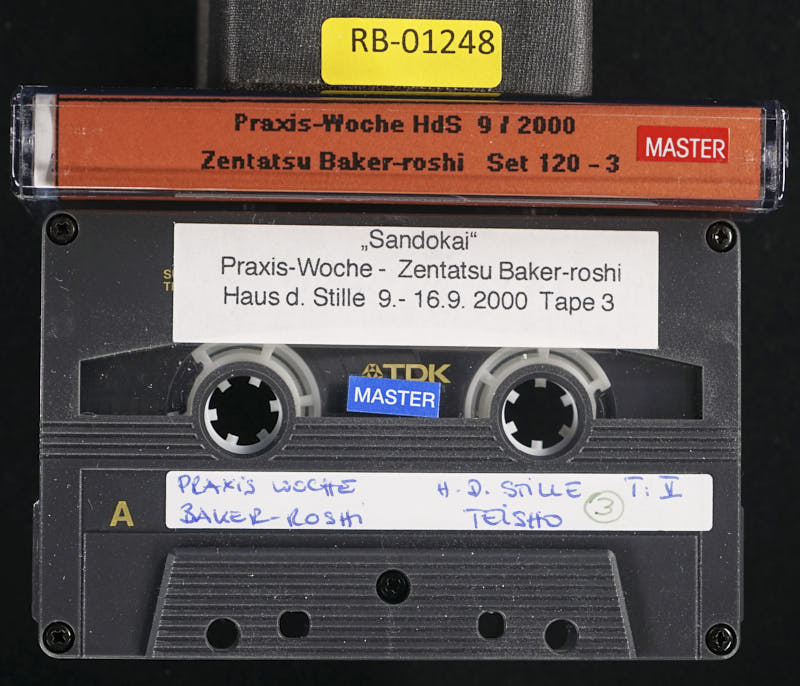 RB-01248
Praxis-Woche HdS 9 / 2000
Zentatsu Baker-roshi Set 120 - 3
MASTER
„Sandokai“
Praxis-Woche - Zentatsu Baker-roshi
Haus d. Stille 9.- 16.9. 2000 Tape 3
TDK
MASTER
A
PRAXIS WOCHE H. D. STILLE T: V
BAKER-ROSHI TEISHO 3